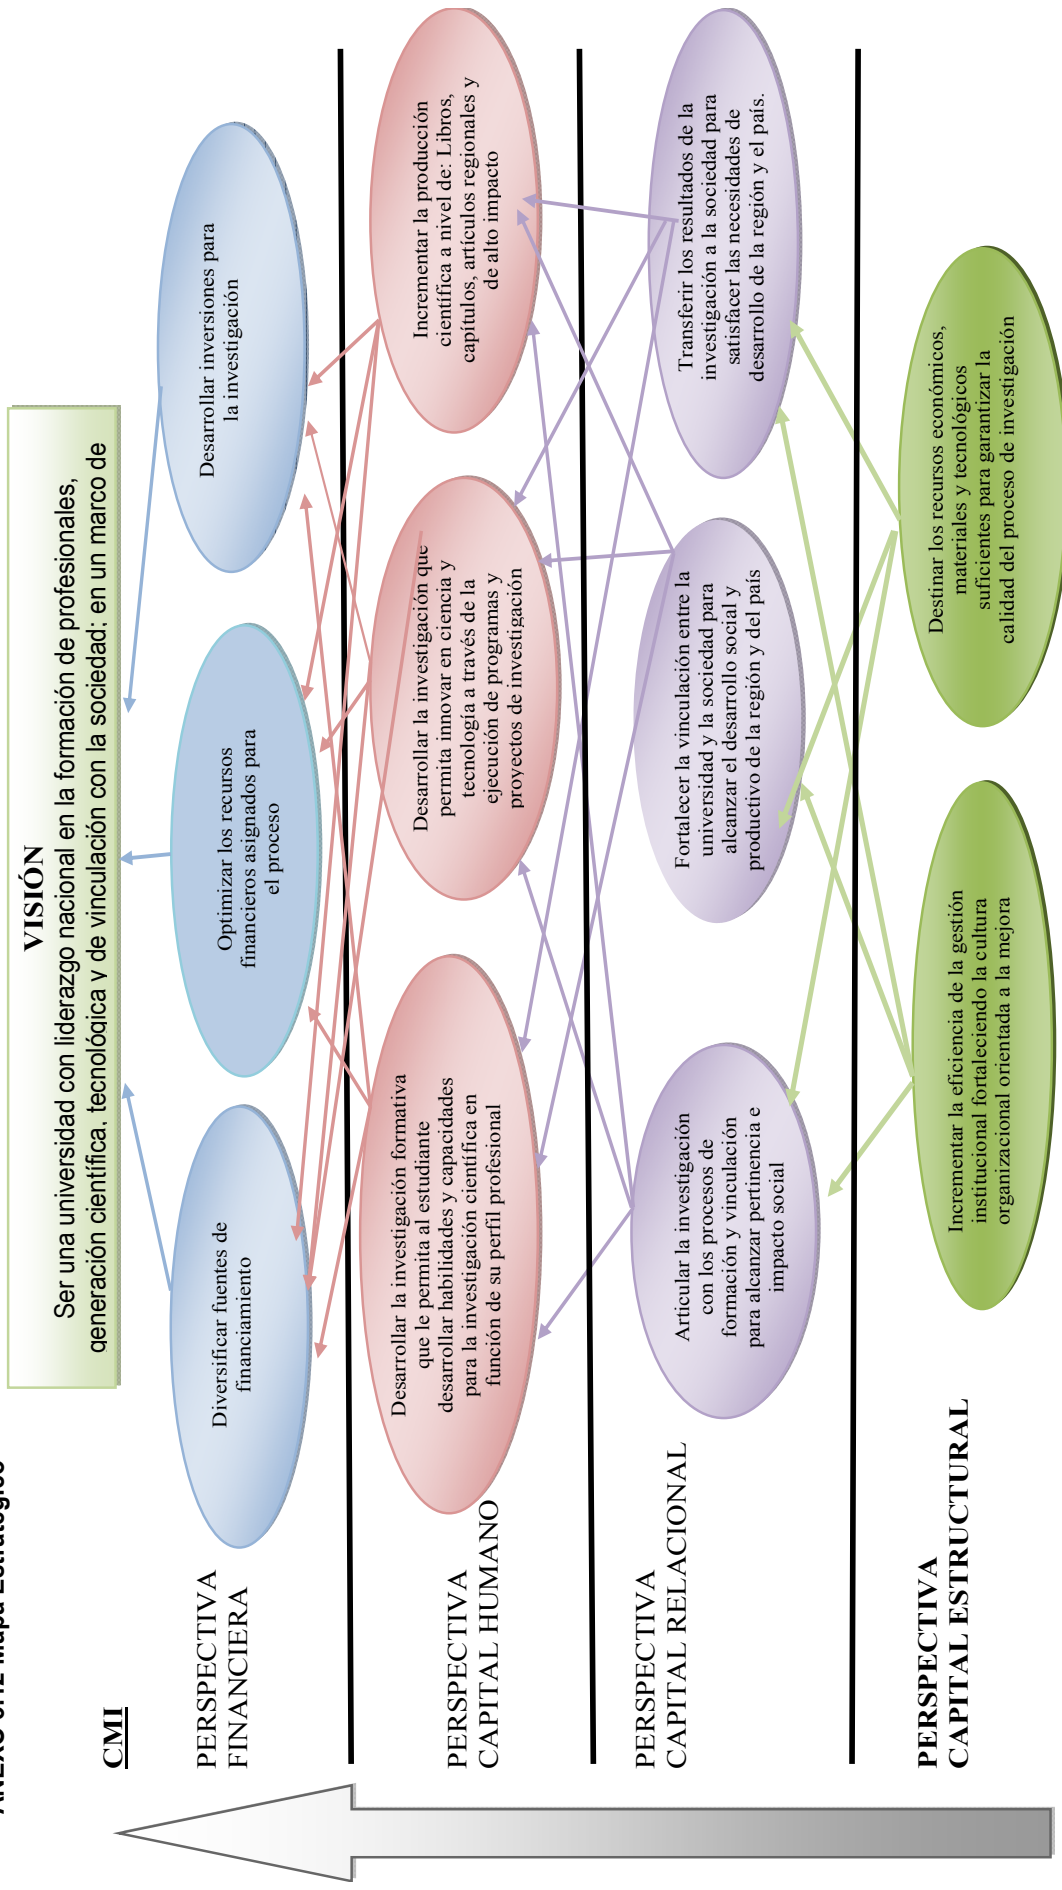 ANEXO 3.12 Mapa Estratégico
CMI
VISIÓN
Ser una universidad con liderazgo nacional en la formación de profesionales,
generación científica, tecnológica y de vinculación con la sociedad; en un marco de
PERSPECTIVA
FINANCIERA
Diversificar fuentes de
financiamiento
Optimizar los recursos
financieros asignados para
el proceso
Desarrollar inversiones para
la investigación
PERSPECTIVA
CAPITAL HUMANO
Desarrollar la investigación formativa
que le permita al estudiante
desarrollar habilidades y capacidades
para la investigación científica en
función de su perfil profesional
Desarrollar la investigación que
permita innovar en ciencia y
tecnología a través de la
ejecución de programas y
proyectos de investigación
Incrementar la producción
científica a nivel de: Libros,
capítulos, artículos regionales y
de alto impacto
PERSPECTIVA
CAPITAL RELACIONAL
Articular la investigación
con los procesos de
formación y vinculación
para alcanzar pertinencia e
impacto social
Fortalecer la vinculación entre la
universidad y la sociedad para
alcanzar el desarrollo social y
productivo de la región y del país
Transferir los resultados de la
investigación a la sociedad para
satisfacer las necesidades de
desarrollo de la región y el país.
PERSPECTIVA
CAPITAL ESTRUCTURAL
Incrementar la eficiencia de la gestión
institucional fortaleciendo la cultura
organizacional orientada a la mejora
Destinar los recursos económicos,
materiales y tecnológicos
suficientes para garantizar la
calidad del proceso de investigación